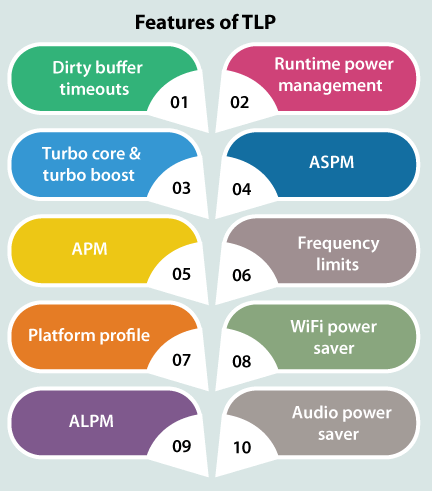 Features of TLP
Dirty buffer
timeouts
01
Runtime power
management
02
Turbo core &
turbo boost
03
ASPM
04
APM
05
Frequency
limits
06
Platform profile
07
WiFi power
saver
08
ALPM
09
Audio power
saver
10